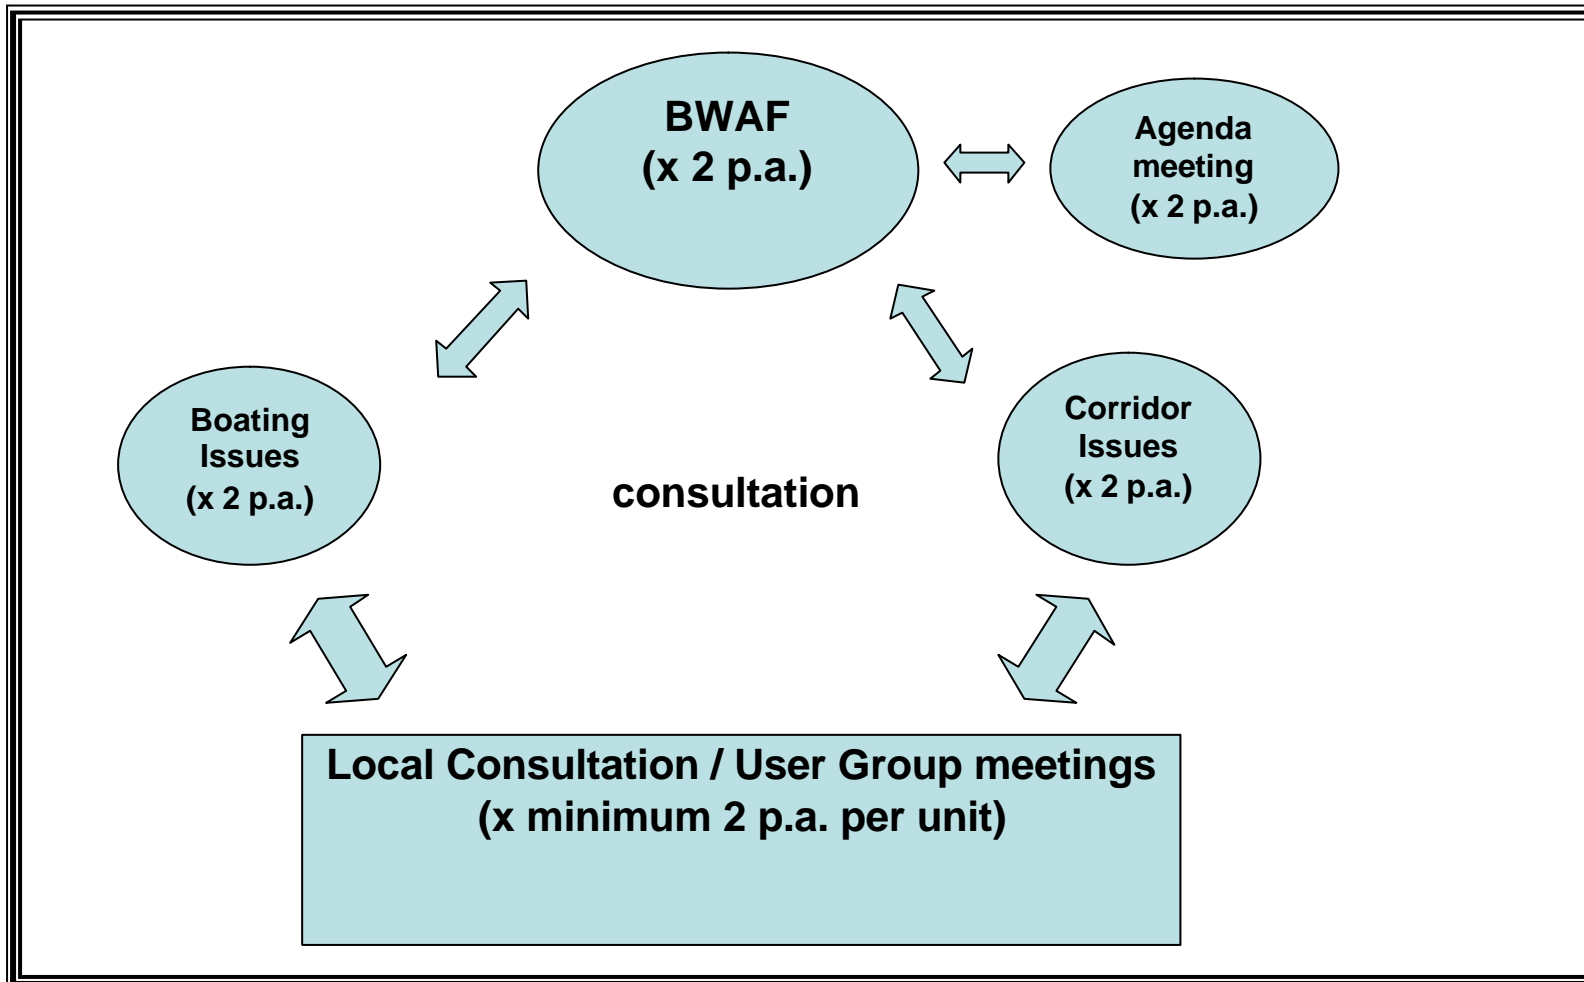 BWAF
(x 2 p.a.)
Agenda
meeting
(x 2 p.a.)
Boating
Issues
(x 2 p.a.)
Corridor
Issues
(x 2 p.a.)
consultation
Local Consultation / User Group meetings
(x minimum 2 p.a. per unit)